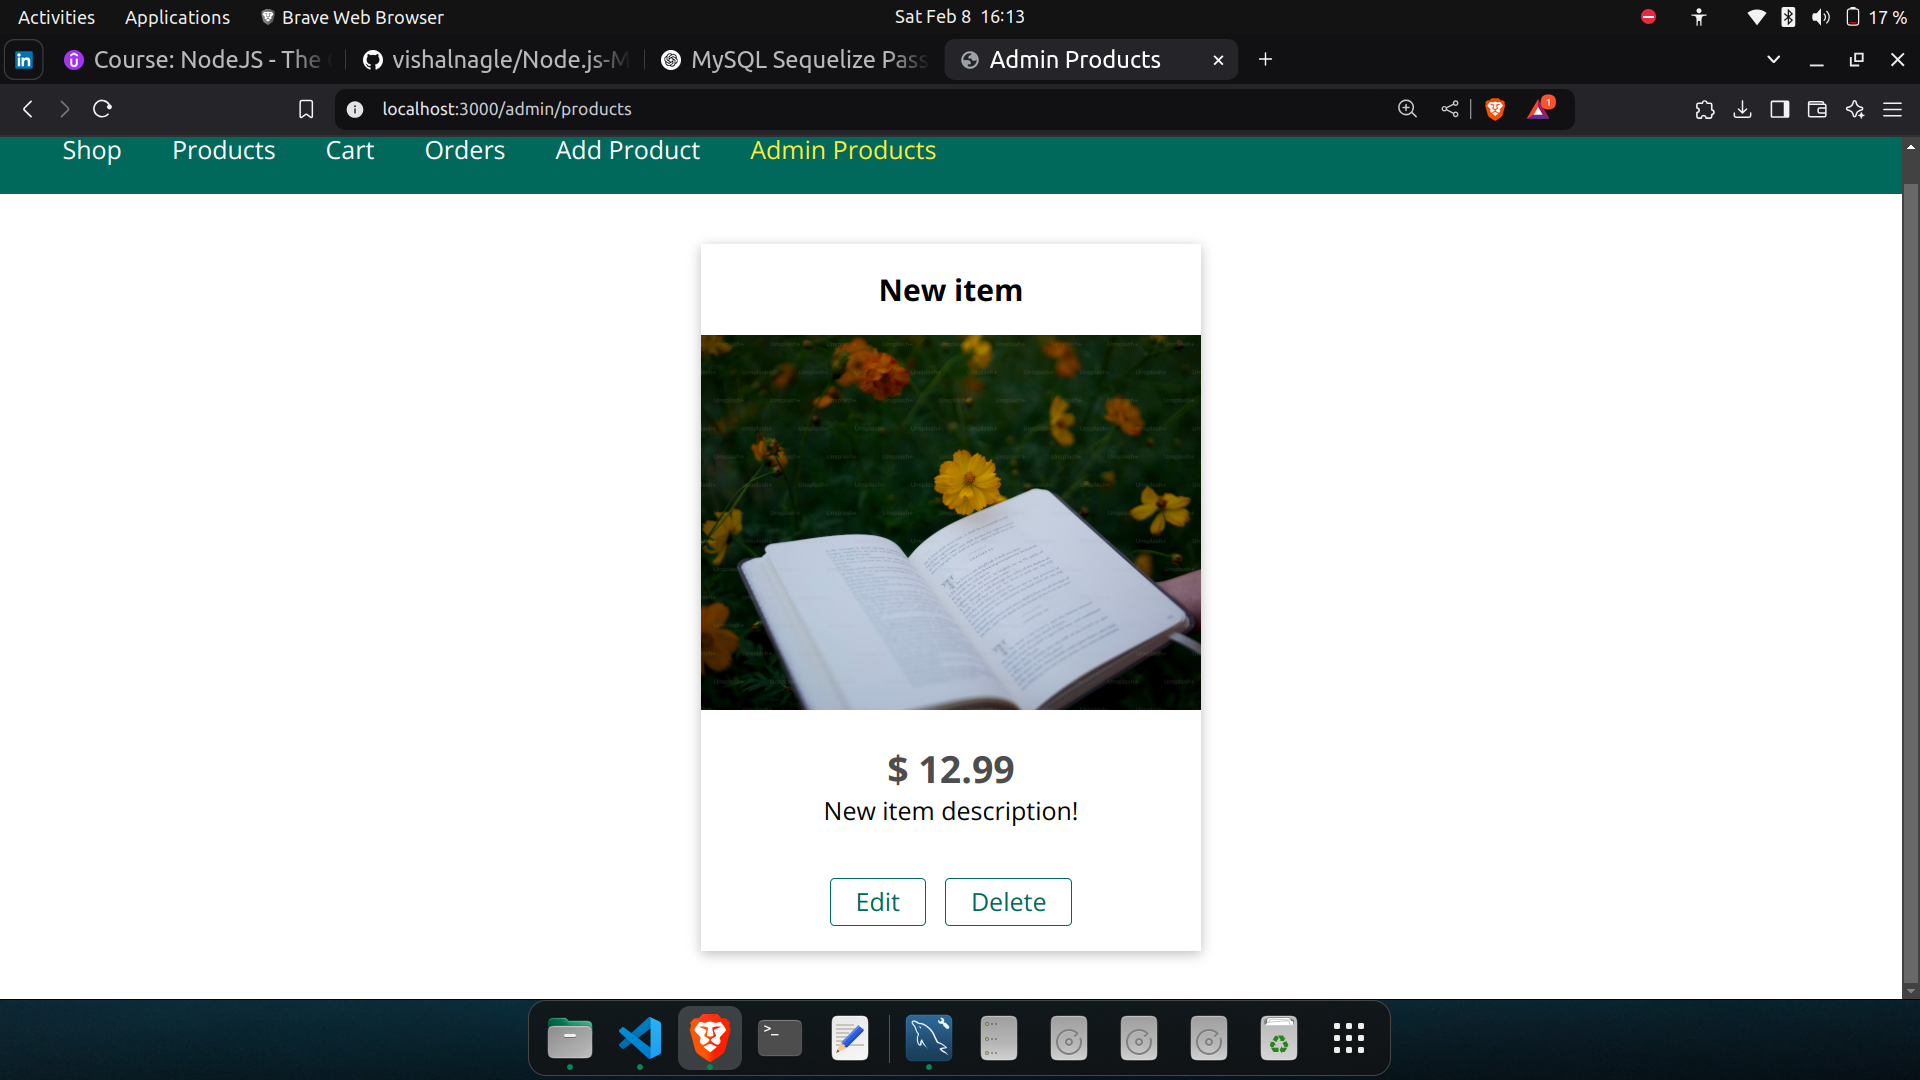 Activities Applications Brave Web Browser Sat Feb 8 16:13 17 %
in Course: NodeJS - The vishalnagle/Node.js-M MySQL Sequelize Pass Admin Products
localhost:3000/admin/products 1
Shop Products Cart Orders Add Product Admin Products
New item
$ 12.99
New item description!
Edit Delete